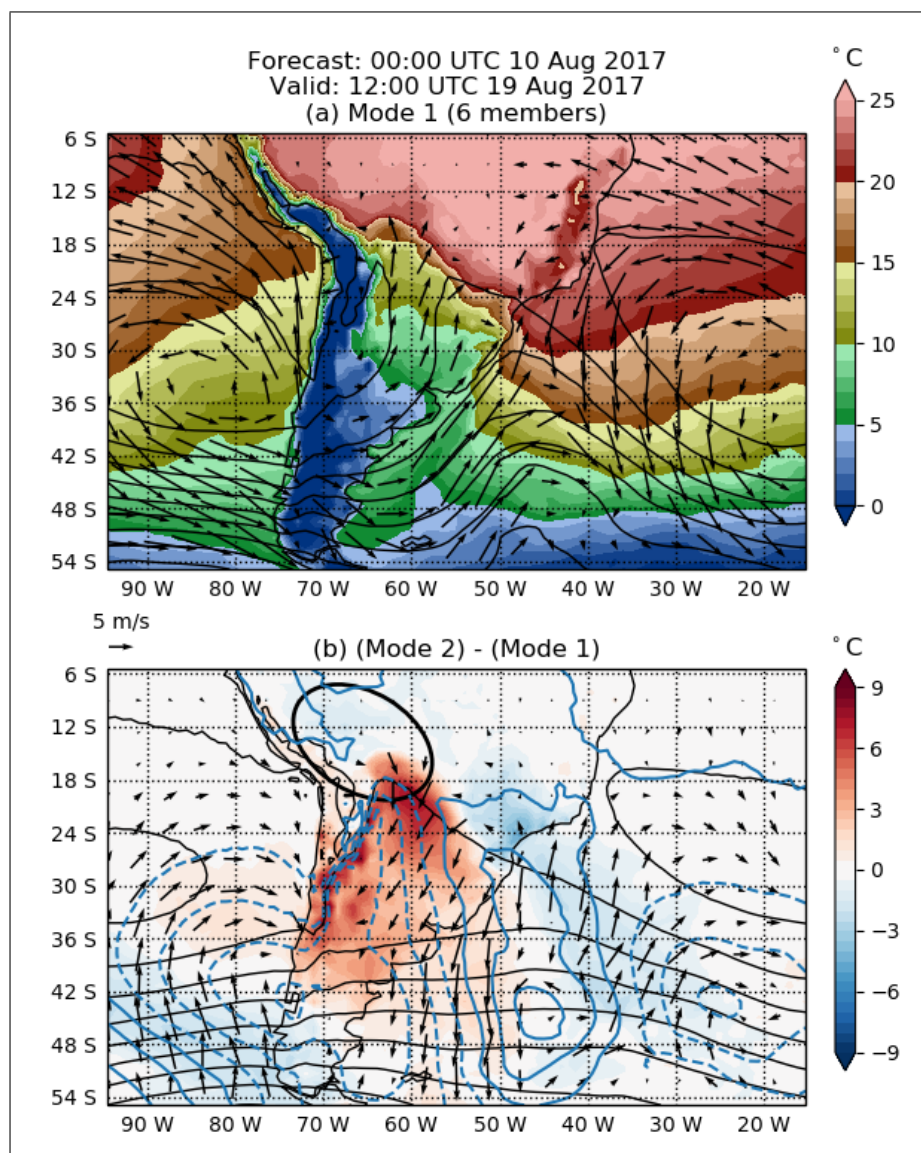 Forecast: 00:00 UTC 10 Aug 2017
Valid: 12:00 UTC 19 Aug 2017
(a) Mode 1 (6 members)
°C
6 S
12 S
18 S
24 S
30 S
36 S
42 S
48 S
54 S
25
20
15
10
5
0
90 W 80 W 70 W 60 W 50 W 40 W 30 W 20 W
5 m/s
(b) (Mode 2) - (Mode 1)
°C
6 S
12 S
18 S
24 S
30 S
36 S
42 S
48 S
54 S
9
6
3
0
−3
−6
−9
90 W 80 W 70 W 60 W 50 W 40 W 30 W 20 W